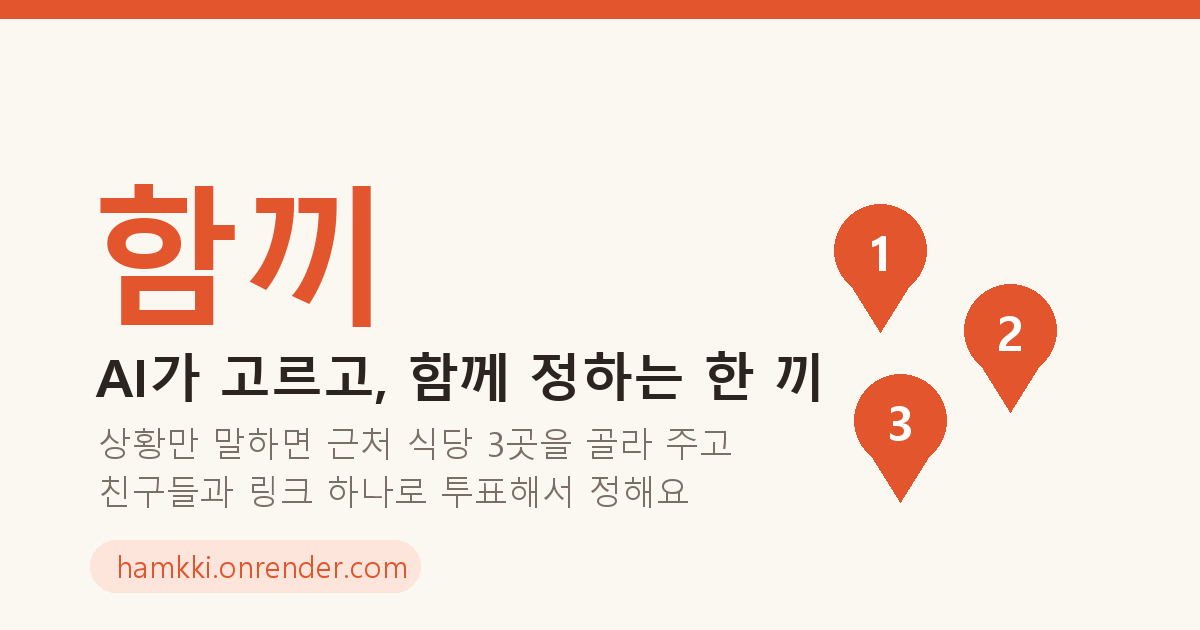 함끼
AI가 고르고, 함께 정하는 한 끼
상황만 말하면 근처 식당 3곳을 골라 주고
친구들과 링크 하나로 투표해서 정해요
hamkki.onrender.com
1
2
3